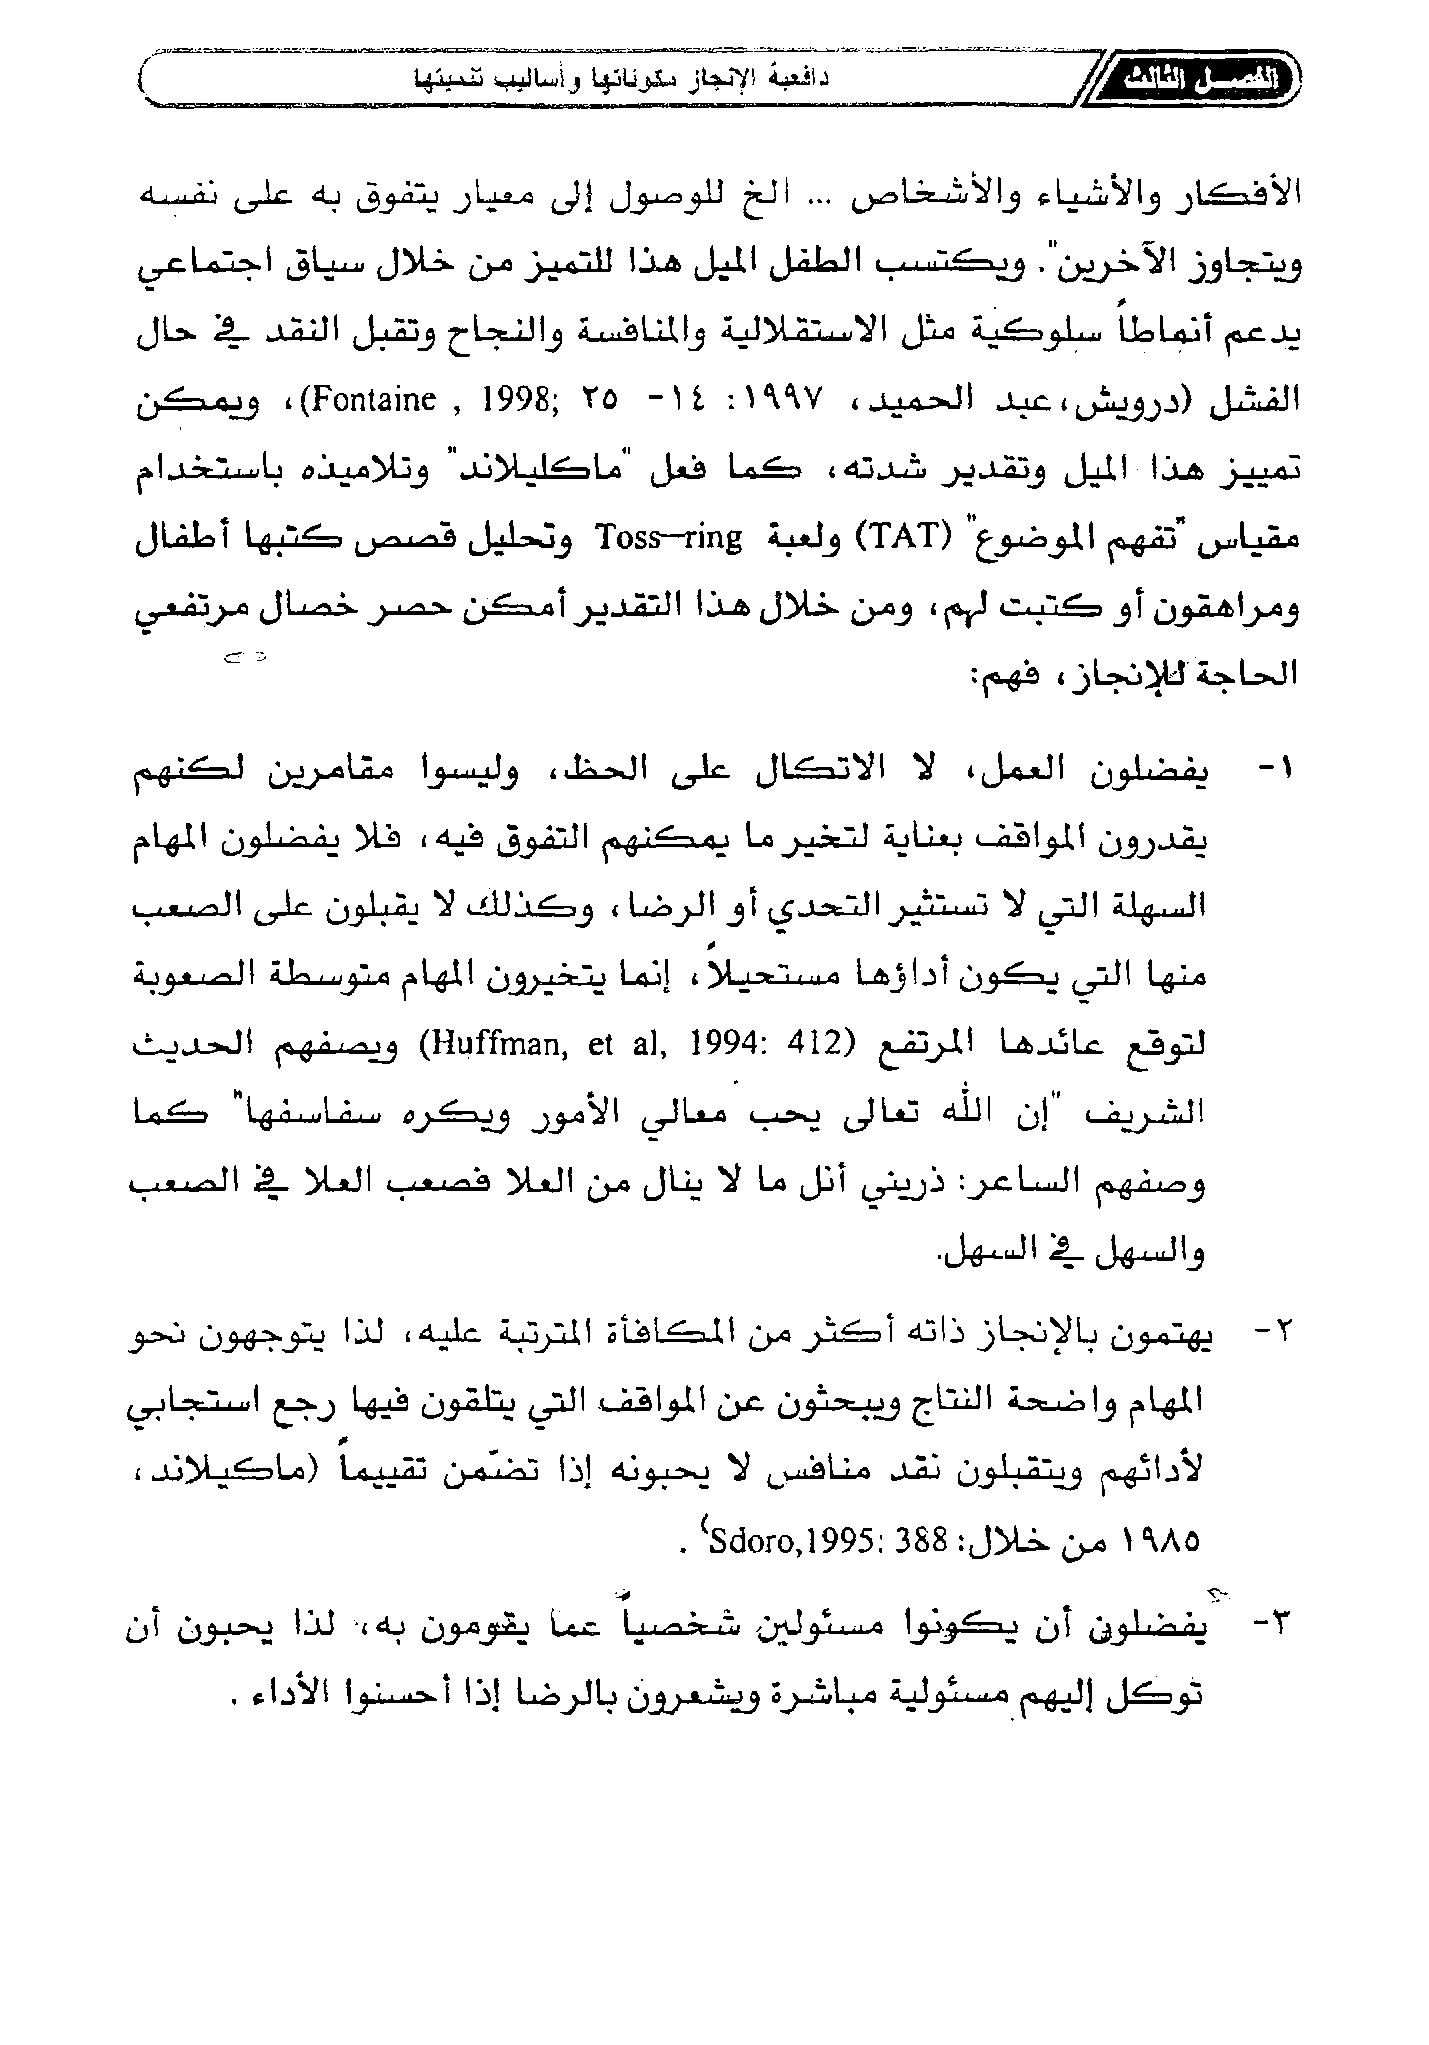 الفصل الثالث
دافعية الإنجاز مكوناتها وأساليب تنميتها
الأفكار والأشياء والأشخاص ... الخ للوصول إلى معيار يتفوق به على نفسه
ويتجاوز الآخرين". ويكتسب الطفل الميل هذا للتميز من خلال سياق اجتماعي
يدعم أنماطاً سلوكية مثل الاستقلالية والمنافسة والنجاح وتقبل النقد في حال
الفشل (درويش، عبد الحميد، ١٩٩٧: ١٤- ٢٥ ;Fontaine , 1998)، ويمكن
تمييز هذا الميل وتقدير شدته، كما فعل "ماكليلاند" وتلاميذه باستخدام
مقياس "تفهم الموضوع" (TAT) ولعبة Toss-ring وتحليل قصص كتبها أطفال
ومراهقون أو كتبت لهم، ومن خلال هذا التقدير أمكن حصر خصال مرتفعي
الحاجة للإنجاز، فهم:
١- يفضلون العمل، لا الاتكال على الحظ، وليسوا مقامرين لكنهم
يقدرون المواقف بعناية لتخير ما يمكنهم التفوق فيه، فلا يفضلون المهام
السهلة التي لا تستثير التحدي أو الرضا، وكذلك لا يقبلون على الصعب
منها التي يكون أداؤها مستحيلاً، إنما يتخيرون المهام متوسطة الصعوبة
لتوقع عائدها المرتفع (Huffman, et al, 1994: 412) ويصفهم الحديث
الشريف "إن الله تعالى يحب معالي الأمور ويكره سفاسفها" كما
وصفهم الساعر: ذريني أنل ما لا ينال من العلا فصعب العلا في الصعب
والسهل في السهل.
٢- يهتمون بالإنجاز ذاته أكثر من المكافأة المترتبة عليه، لذا يتوجهون نحو
المهام واضحة النتاج ويبحثون عن المواقف التي يتلقون فيها رجع استجابي
لأدائهم ويتقبلون نقد منافس لا يحبونه إذا تضمن تقييماً (ماكيلاند،
١٩٨٥ من خلال: Sdoro,1995: 388) .
٣- يفضلون أن يكونوا مسئولين شخصياً عما يقومون به، لذا يحبون أن
توكل إليهم مسئولية مباشرة ويشعرون بالرضا إذا أحسنوا الأداء .